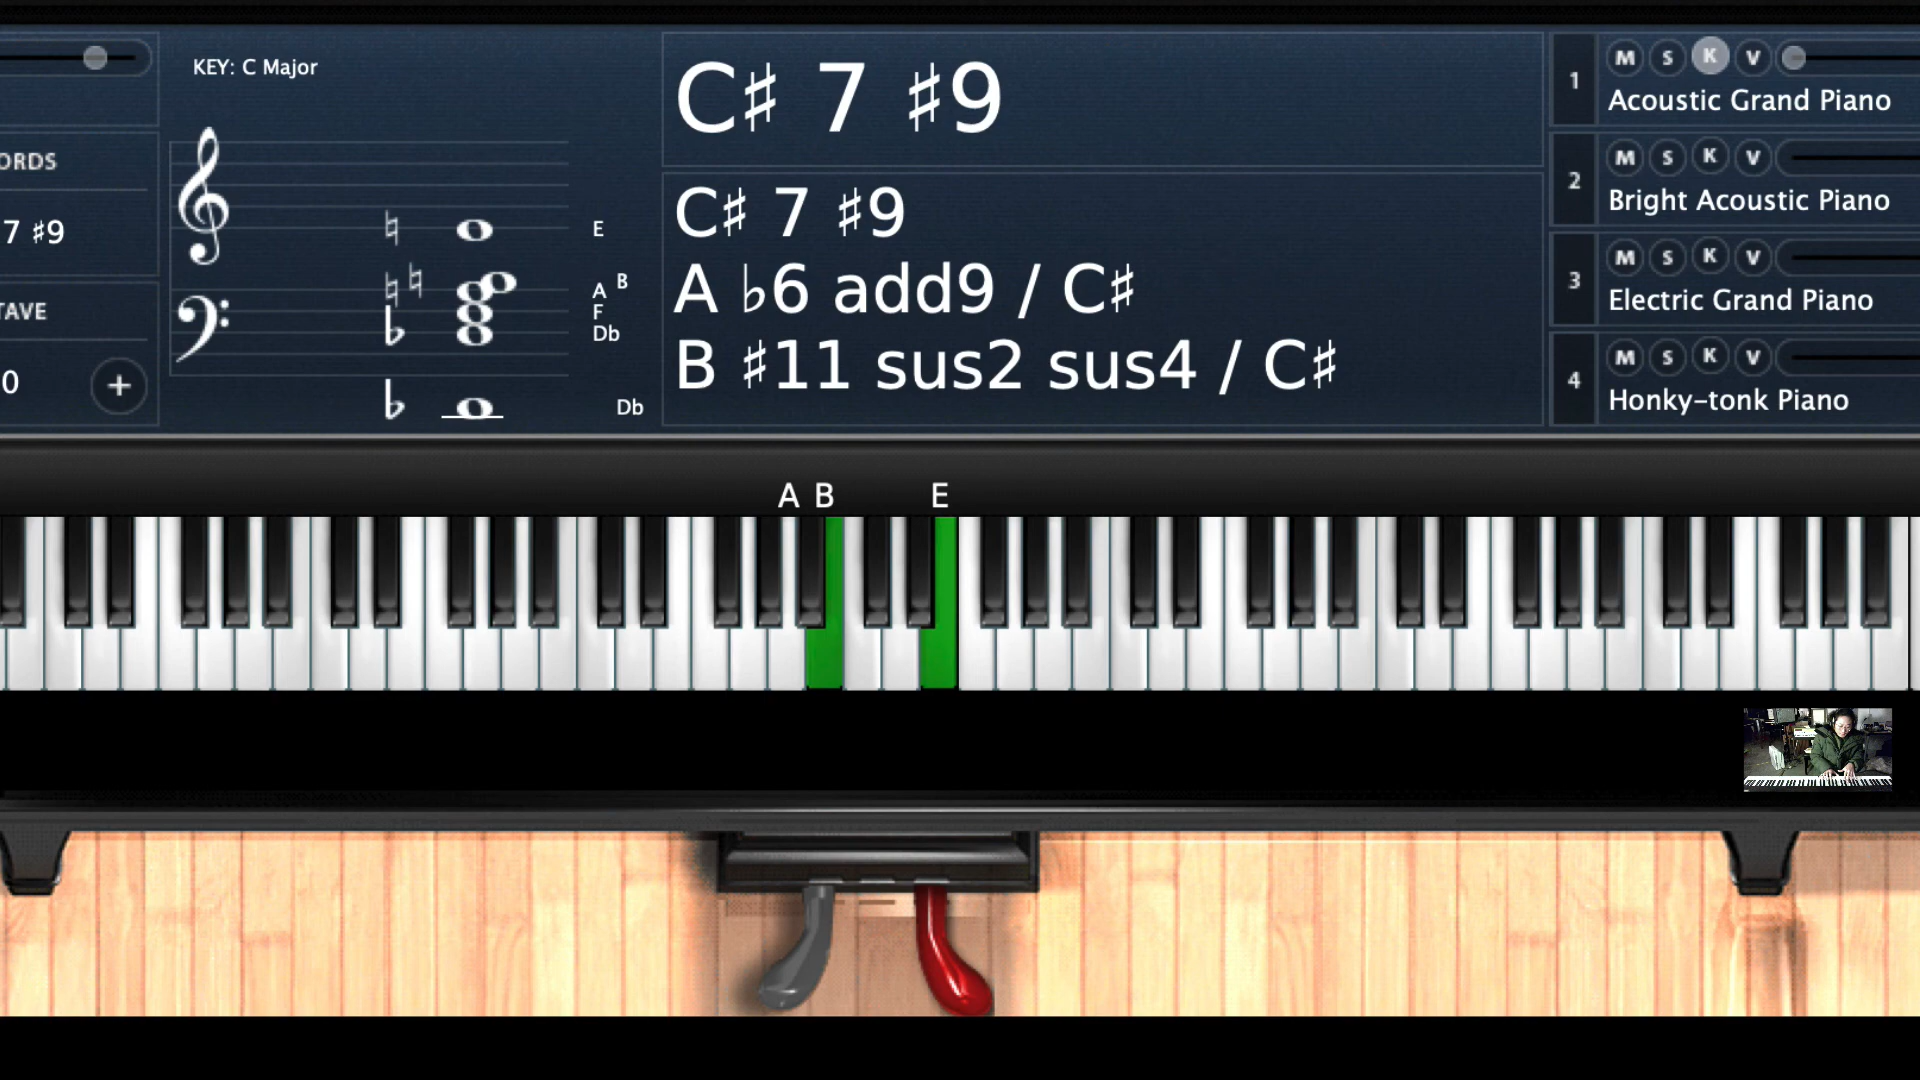 KEY: C Major
ORDS
7 ♯9
TAVE
0
+
E
B
A
F
Db
Db
C♯ 7 ♯9
C♯ 7 ♯9
A ♭6 add9 / C♯
B ♯11 sus2 sus4 / C♯
1 M S K V
Acoustic Grand Piano
2 M S K V
Bright Acoustic Piano
3 M S K V
Electric Grand Piano
4 M S K V
Honky-tonk Piano
A B E